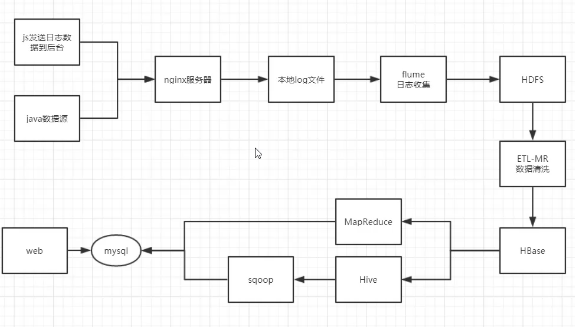 js发送日志数
据到后台
java数据源
nginx服务器
本地log文件
flume
日志收集
HDFS
ETL-MR
数据清洗
HBase
MapReduce
Hive
sqoop
mysql
web